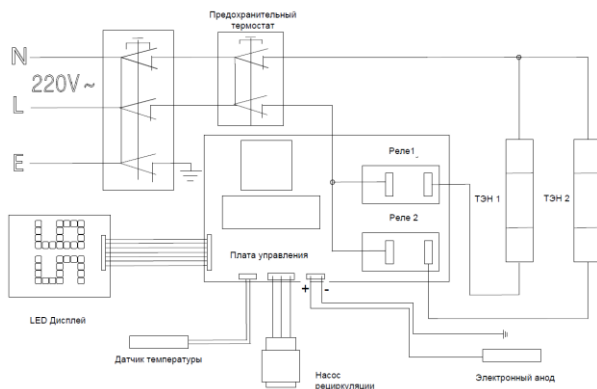 Предохранительный
термостат
N
220V~
L
E
Реле1
Реле 2
ТЭН 1
ТЭН 2
Плата управления
+ -
LED Дисплей
Датчик температуры
Насос
рециркуляции
Электронный анод